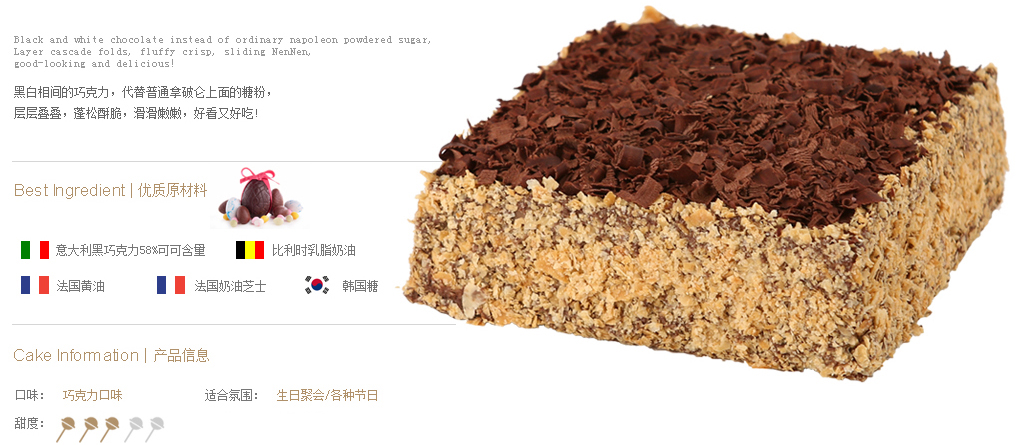 Black and white chocolate instead of ordinary napoleon powdered sugar,
Layer cascade folds, fluffy crisp, sliding NenNen,
good-looking and delicious!
黑白相间的巧克力，代替普通拿破仑上面的糖粉，
层层叠叠，蓬松酥脆，滑滑嫩嫩，好看又好吃!
Best Ingredient | 优质原材料
意大利黑巧克力58%可可含量 比利时乳脂奶油
法国黄油 法国奶油芝士 韩国糖
Cake Information | 产品信息
口味： 巧克力口味 适合氛围： 生日聚会/各种节日
甜度：